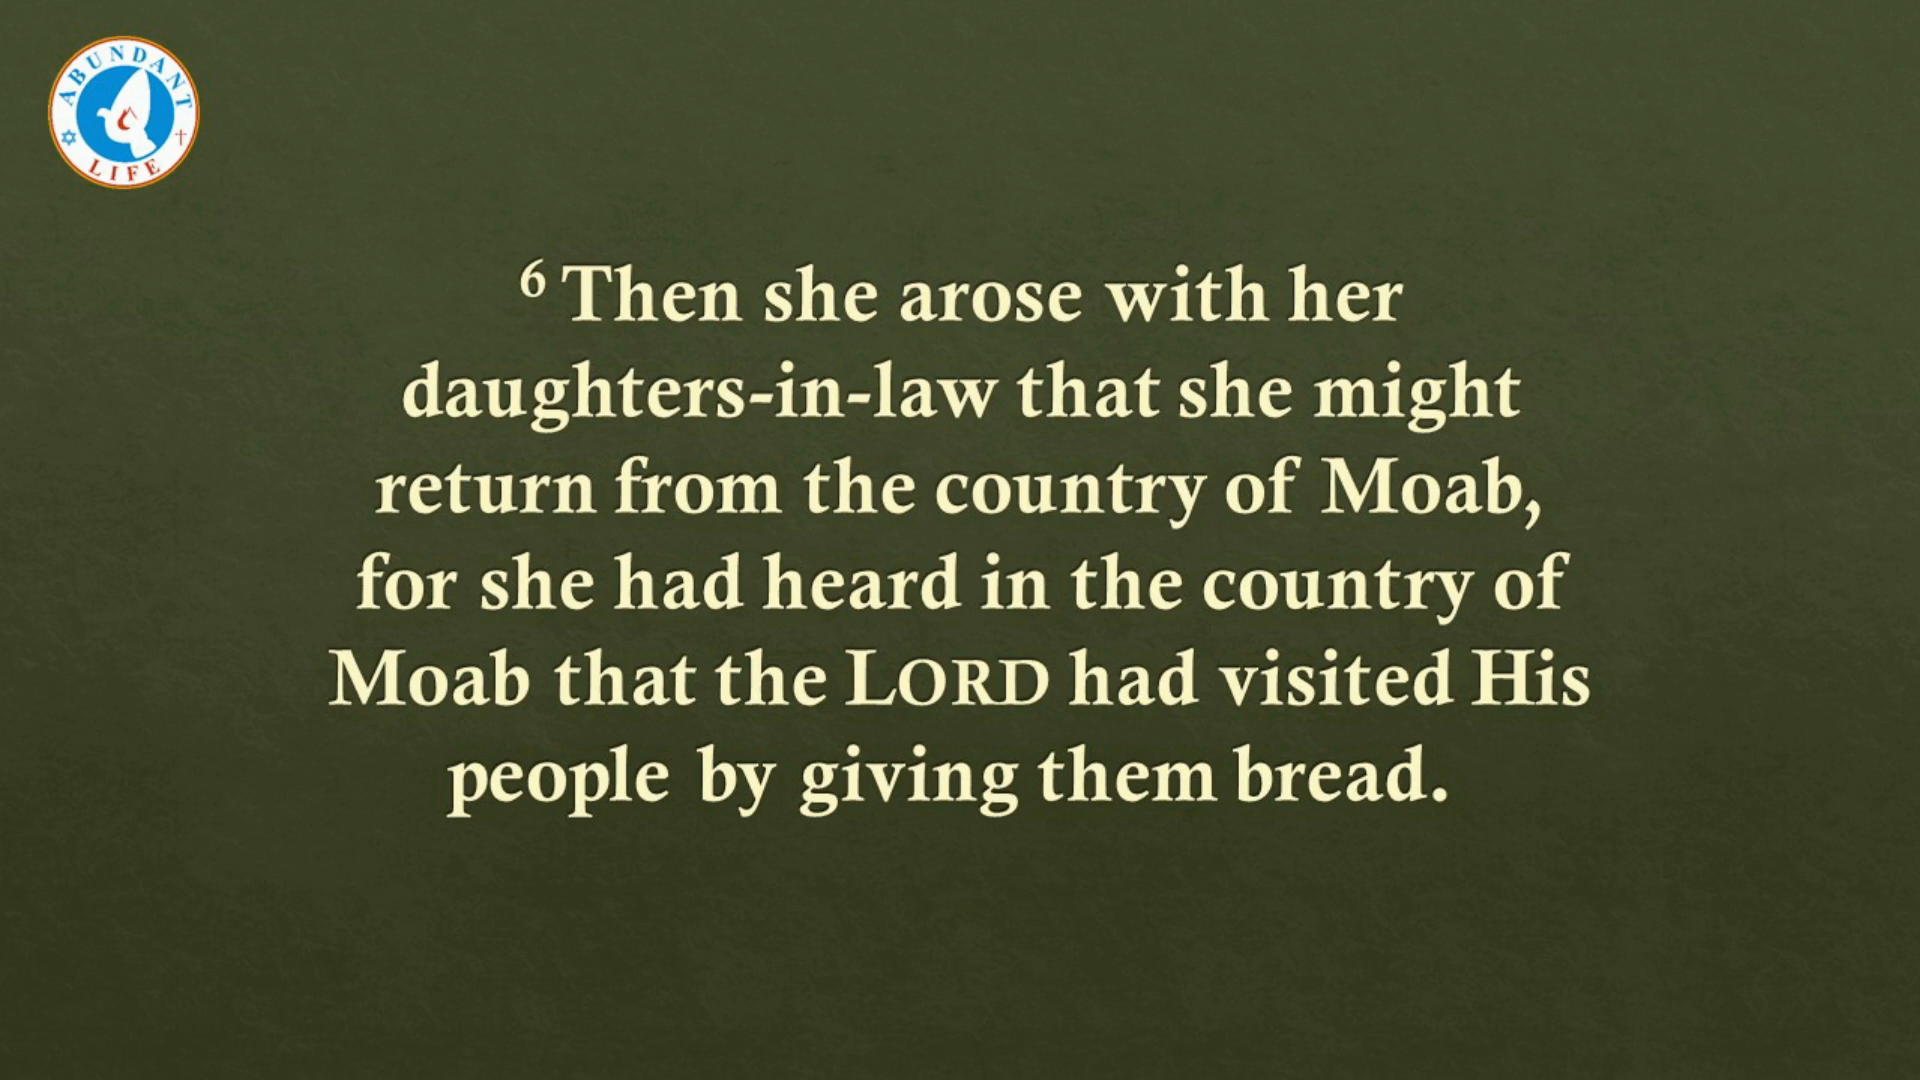 ABUNDANT
LIFE
⁶ Then she arose with her
daughters-in-law that she might
return from the country of Moab,
for she had heard in the country of
Moab that the LORD had visited His
people by giving them bread.